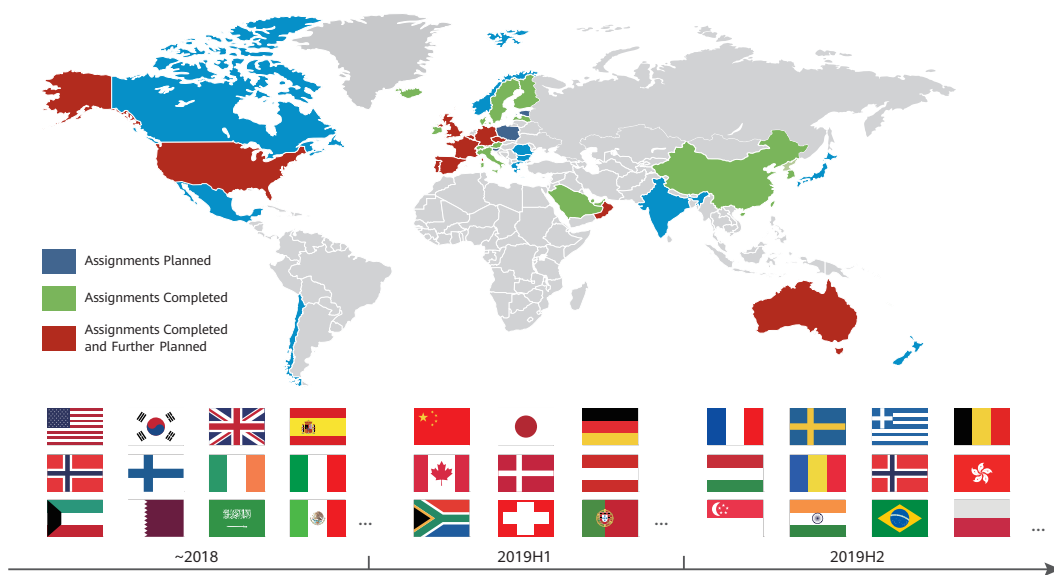 Assignments Planned
Assignments Completed
Assignments Completed
and Further Planned
...
...
...
~2018
2019H1
2019H2